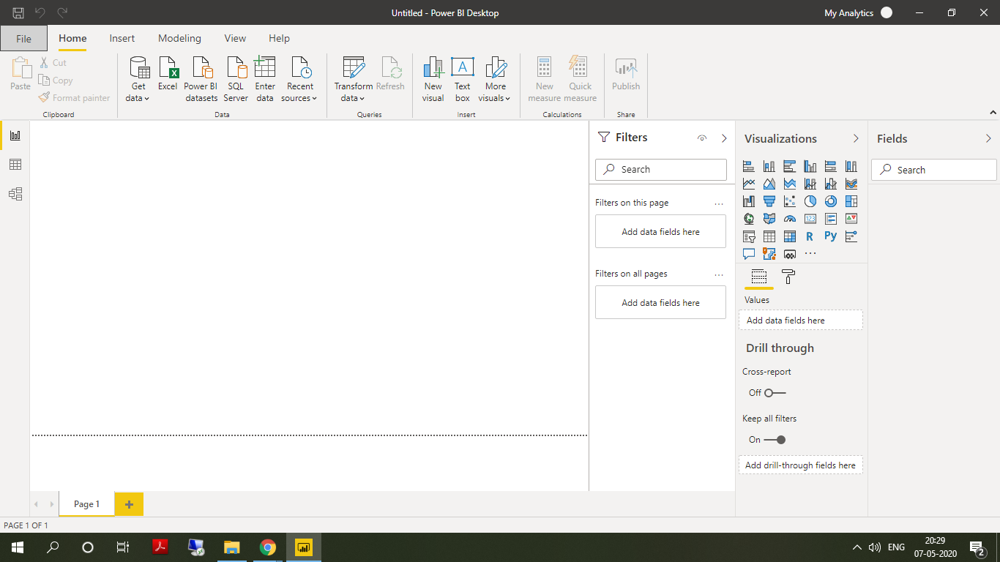 Untitled - Power BI Desktop
My Analytics
File
Home
Insert
Modeling
View
Help
Paste
Cut
Copy
Format painter
Clipboard
Get
data
Excel
Power BI
datasets
SQL
Server
Enter
data
Recent
sources
Data
Transform
data
Refresh
Queries
New
visual
Text
box
More
visuals
Insert
New
measure
Quick
measure
Calculations
Publish
Share
Filters
Search
Filters on this page
...
Add data fields here
Filters on all pages
...
Add data fields here
Visualizations
123
R
Py
...
Values
Add data fields here
Drill through
Cross-report
Off
Keep all filters
On
Add drill-through fields here
Fields
Search
Page 1
+
PAGE 1 OF 1
ENG
20:29
07-05-2020
2